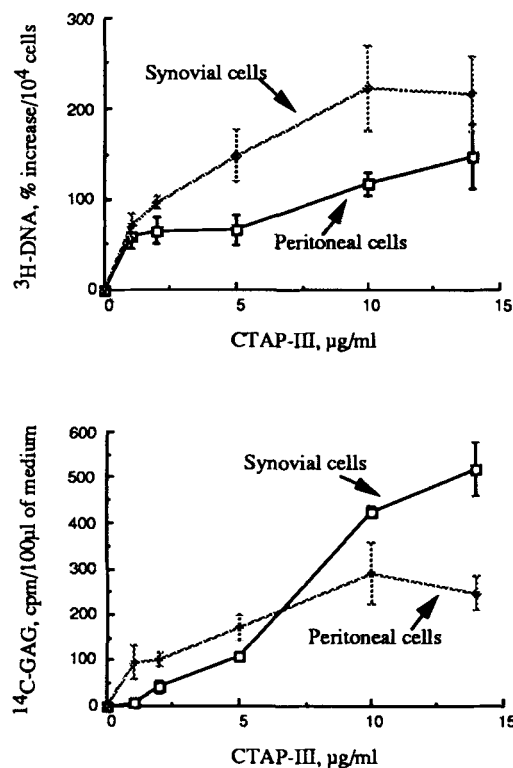 ³H-DNA, % increase/10⁴ cells
300
200
100
0
Synovial cells
Peritoneal cells
0 5 10 15
CTAP-III, µg/ml
¹⁴C-GAG, cpm/100µl of medium
600
500
400
300
200
100
0
Synovial cells
Peritoneal cells
0 5 10 15
CTAP-III, µg/ml